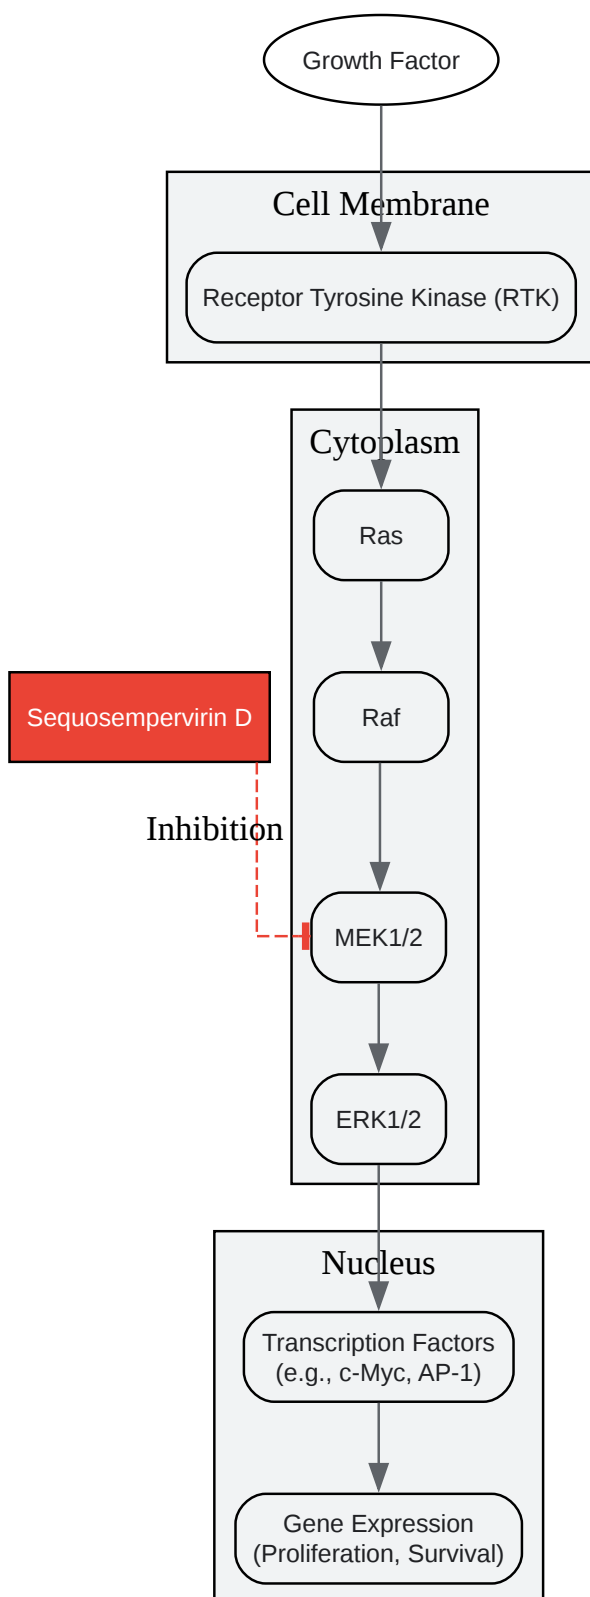 Growth Factor
Cell Membrane
Receptor Tyrosine Kinase (RTK)
Cytoplasm
Ras
Sequosempervirin D
Raf
Inhibition
MEK1/2
ERK1/2
Nucleus
Transcription Factors
(e.g., c-Myc, AP-1)
Gene Expression
(Proliferation, Survival)